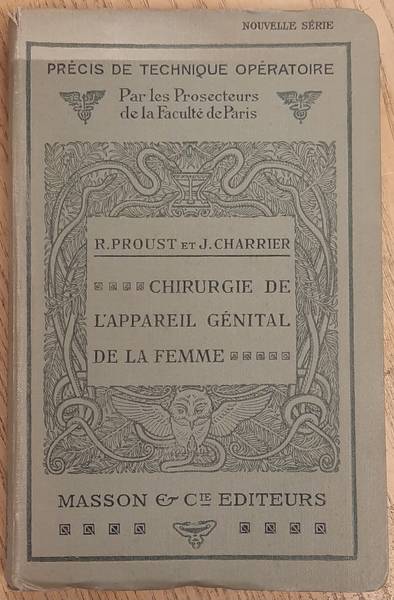 NOUVELLE SÉRIE
PRÉCIS DE TECHNIQUE OPÉRATOIRE
Par les Prosecteurs
de la Faculté de Paris
R. PROUST ET J. CHARRIER
CHIRURGIE DE
L'APPAREIL GÉNITAL
DE LA FEMME
MASSON & CIE EDITEURS